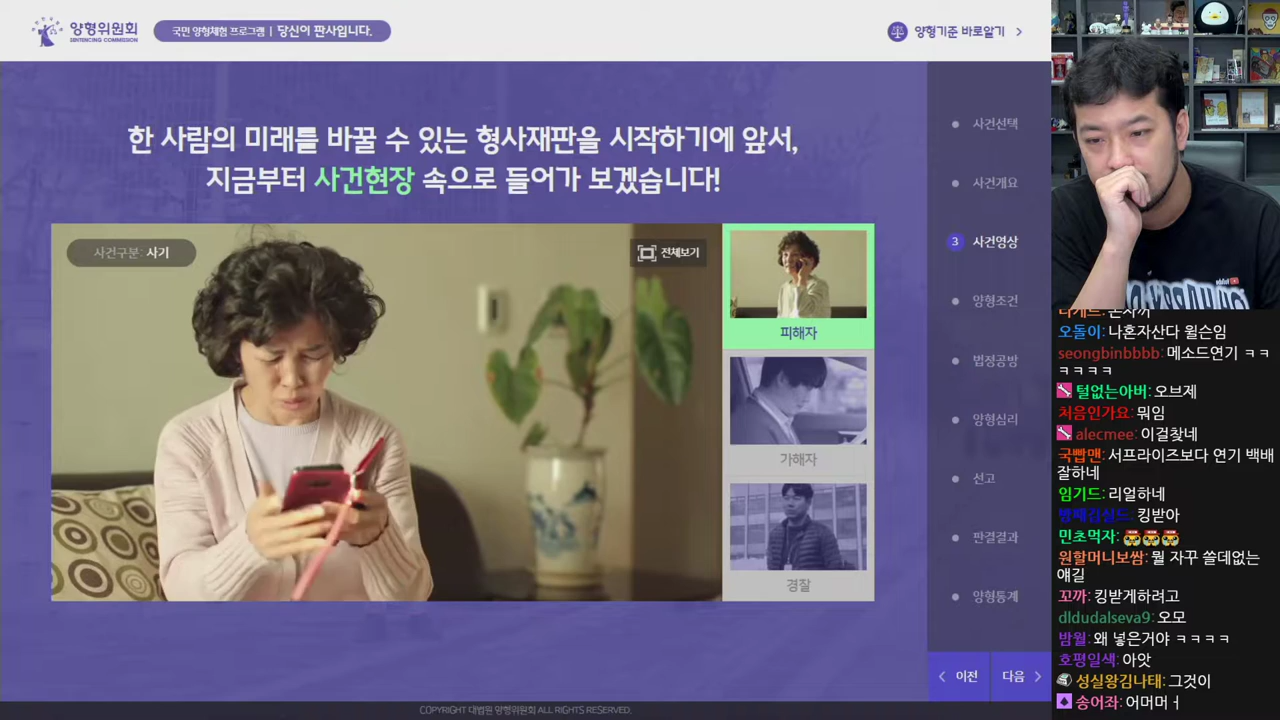 양형위원회
SENTENCING COMMISSION
국민 양형체험 프로그램 | 당신이 판사입니다.
양형기준 바로알기
한 사람의 미래를 바꿀 수 있는 형사재판을 시작하기에 앞서,
지금부터 사건현장 속으로 들어가 보겠습니다!
사건구분: 사기
전체보기
피해자
가해자
경찰
사건선택
사건개요
3 사건영상
양형조건
법정공방
양형심리
선고
판결결과
양형통계
이전
다음
COPYRIGHT 대법원 양형위원회 ALL RIGHTS RESERVED.
오돌이: 나혼자산다 윌슨임
seongbinbbbb: 메소드연기 ㅋㅋ
ㅋㅋㅋㅋ
털없는아버: 오브제
처음인가요: 뭐임
alecmee: 이걸찾네
국빱맨: 서프라이즈보다 연기 백배
잘하네
임기드: 리얼하네
킹받아
민초먹자:
원할머니보쌈: 뭘 자꾸 쓸데없는
얘길
꼬까: 킹받게하려고
dldudalseva9: 오모
밤월: 왜 넣은거야 ㅋㅋㅋㅋ
호평일색: 아앗
성실왕김나태: 그것이
송어좌: 어머머ㅓ